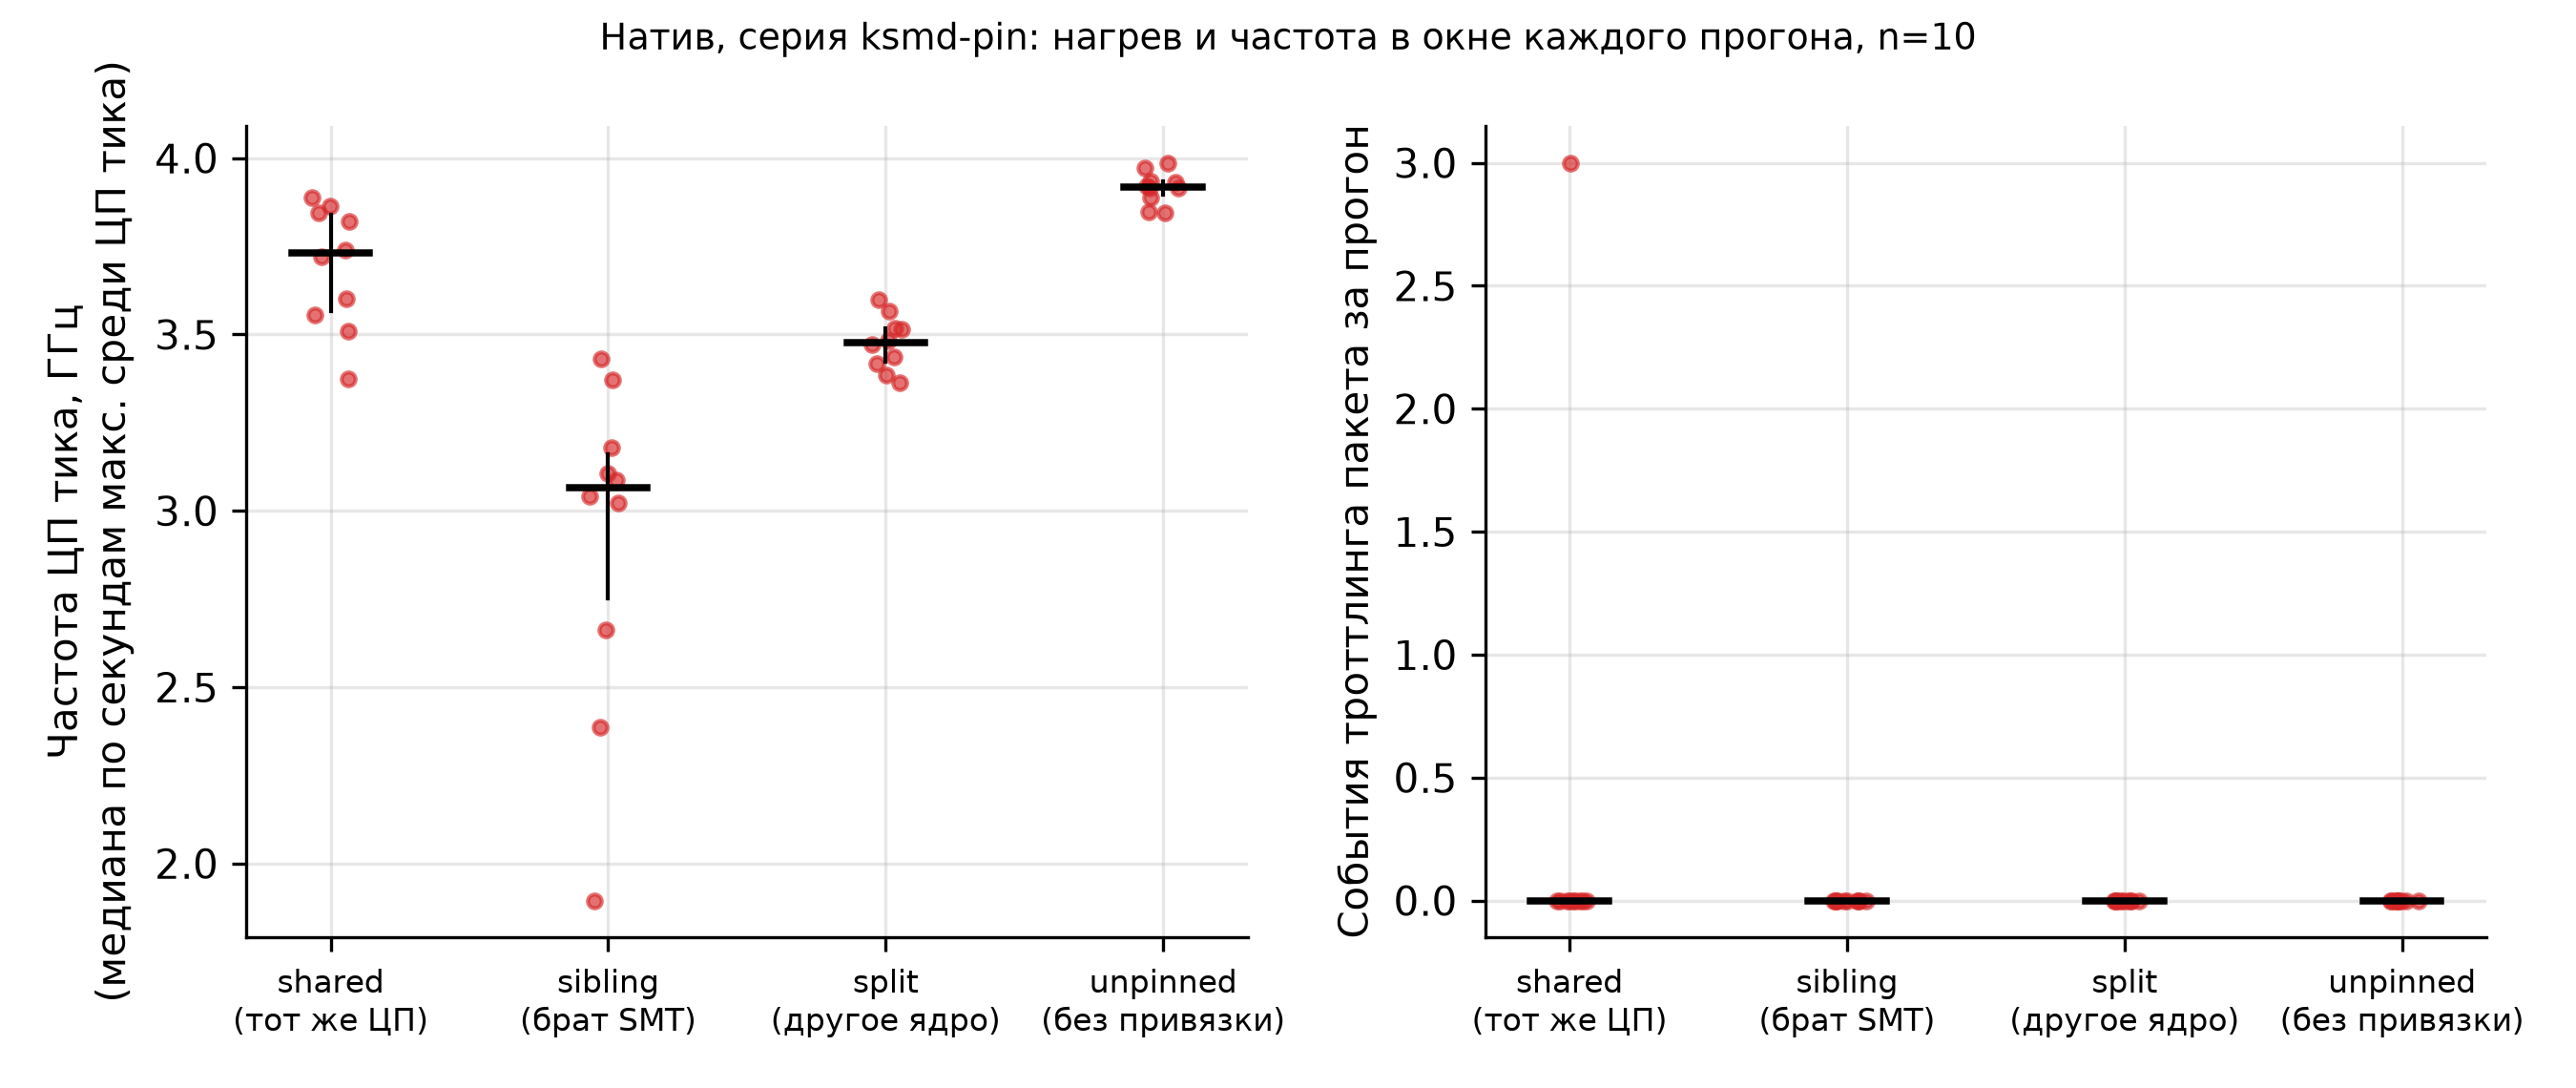 Натив, серия ksmd-pin: нагрев и частота в окне каждого прогона, n=10
Частота ЦП тика, ГГц
(медиана по секундам макс. среди ЦП тика)
4.0
3.5
3.0
2.5
2.0
shared
(тот же ЦП)
sibling
(брат SMT)
split
(другое ядро)
unpinned
(без привязки)
События троттлинга пакета за прогон
3.0
2.5
2.0
1.5
1.0
0.5
0.0
shared
(тот же ЦП)
sibling
(брат SMT)
split
(другое ядро)
unpinned
(без привязки)